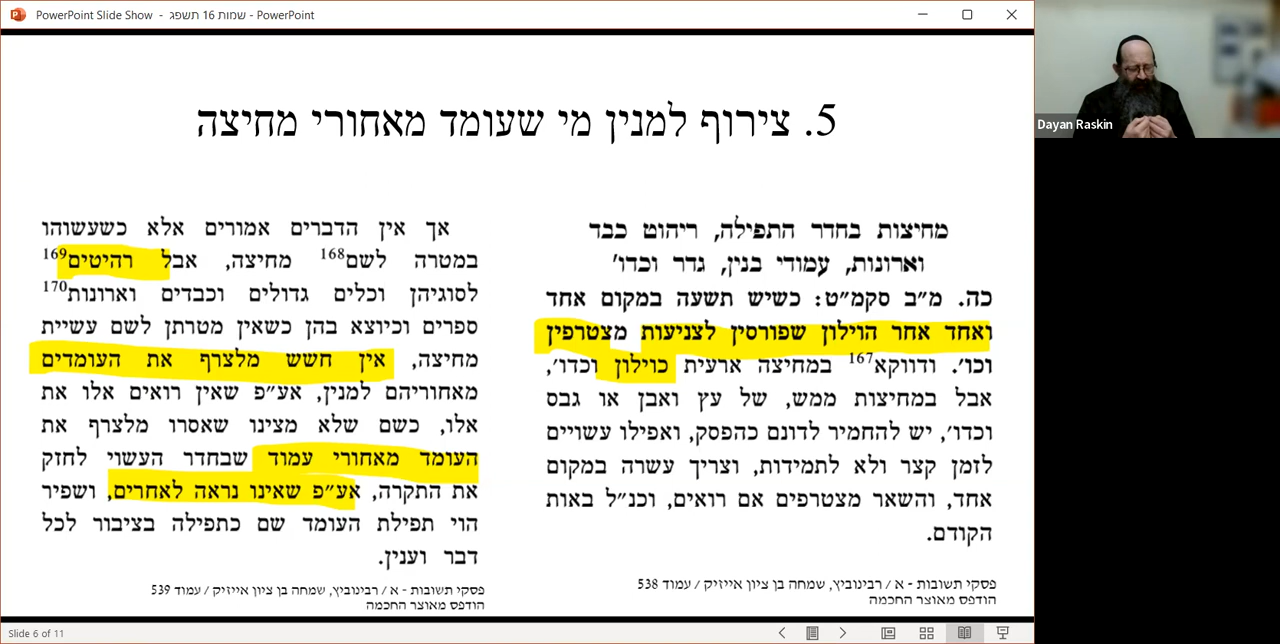 PowerPoint Slide Show - שמות 16 תשפג - PowerPoint
Dayan Raskin
5. צירוף למנין מי שעומד מאחורי מחיצה
מחיצות בחדר התפילה, ריהוט כבד
וארונות, עמודי בנין, גדר וכדו'
כה. מ"ב סקמ"ט: כשיש תשעה במקום אחד
ואחד אחר הוילון שפורסין לצניעות מצטרפין
וכו'. ודווקא167 במחיצה ארעית כוילון וכדו',
אבל במחיצות ממש, של עץ ואבן או גבס
וכדו', יש להחמיר לדונם כהפסק, ואפילו עשויים
לזמן קצר ולא לתמידות, וצריך עשרה במקום
אחד, והשאר מצטרפים אם רואים, וכנ"ל באות
הקודם.
פסקי תשובות - א / רבינוביץ, שמחה בן ציון אייזיק / עמוד 538
הודפס מאוצר החכמה
אך אין הדברים אמורים אלא כשעשוהו
במטרה לשם168 מחיצה, אבל רהיטים169
לסוגיהן וכלים גדולים וכבדים וארונות170
ספרים וכיוצא בהן כשאין מטרתן לשם עשיית
מחיצה, אין חשש מלצרף את העומדים
מאחוריהם למנין, אע"פ שאין רואים אלו את
אלו, כשם שלא מצינו שאסרו מלצרף את
העומד מאחורי עמוד שבחדר העשוי לחזק
את התקרה, אע"פ שאינו נראה לאחרים, ושפיר
הוי תפילת העומד שם כתפילה בציבור לכל
דבר וענין.
פסקי תשובות - א / רבינוביץ, שמחה בן ציון אייזיק / עמוד 539
הודפס מאוצר החכמה
Slide 6 of 11